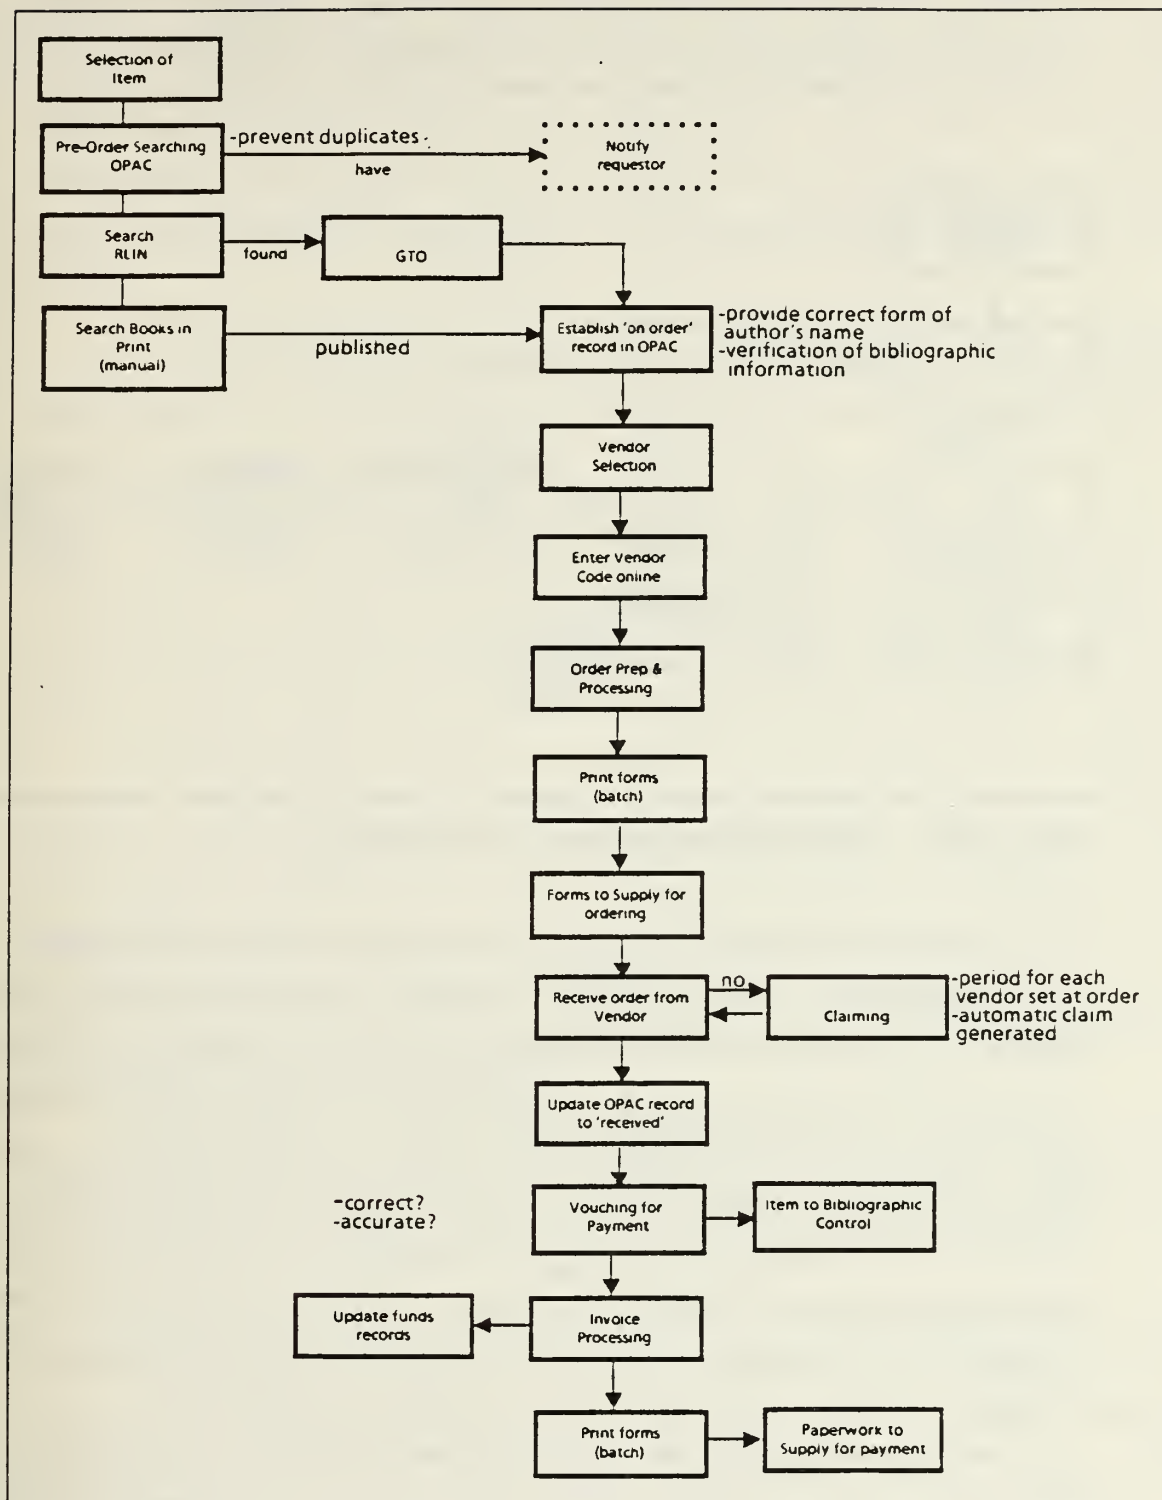 Selection of
Item
Pre-Order Searching
OPAC
-prevent duplicates
have
Notify
requestor
Search
RLIN
found
GTO
Search Books in
Print
(manual)
published
Establish 'on order'
record in OPAC
-provide correct form of
author's name
-verification of bibliographic
information
Vendor
Selection
Enter Vendor
Code online
Order Prep &
Processing
Print forms
(batch)
Forms to Supply for
ordering
Receive order from
Vendor
no
Claiming
-period for each
vendor set at order
-automatic claim
generated
Update OPAC record
to 'received'
-correct?
-accurate?
Vouching for
Payment
Item to Bibliographic
Control
Update funds
records
Invoice
Processing
Print forms
(batch)
Paperwork to
Supply for payment